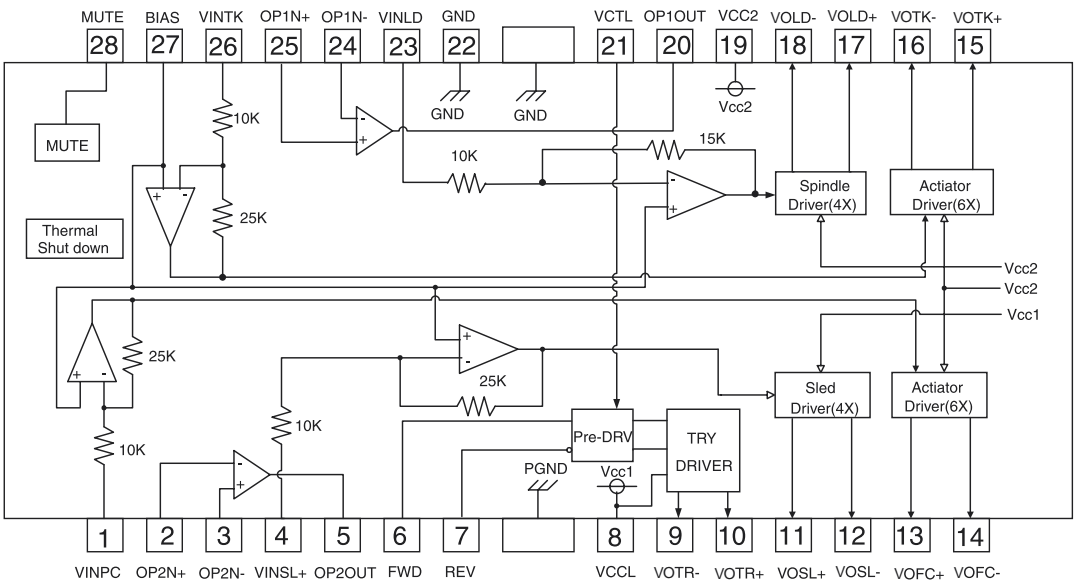 MUTE BIAS VINTK OP1N+ OP1N- VINLD GND VCTL OP1OUT VCC2 VOLD- VOLD+ VOTK- VOTK+
28 27 26 25 24 23 22 21 20 19 18 17 16 15
GND GND Vcc2
10K
MUTE
- +
15K
10K
- +
Spindle
Driver(4X)
Actiator
Driver(6X)
+ -
25K
Thermal
Shut down
Vcc2
Vcc2
Vcc1
+ -
25K
+ -
25K
10K
10K
Sled
Driver(4X)
Actiator
Driver(6X)
- +
PGND
Pre-DRV
Vcc1
TRY
DRIVER
1 2 3 4 5 6 7 8 9 10 11 12 13 14
VINPC OP2N+ OP2N- VINSL+ OP2OUT FWD REV VCCL VOTR- VOTR+ VOSL+ VOSL- VOFC+ VOFC-